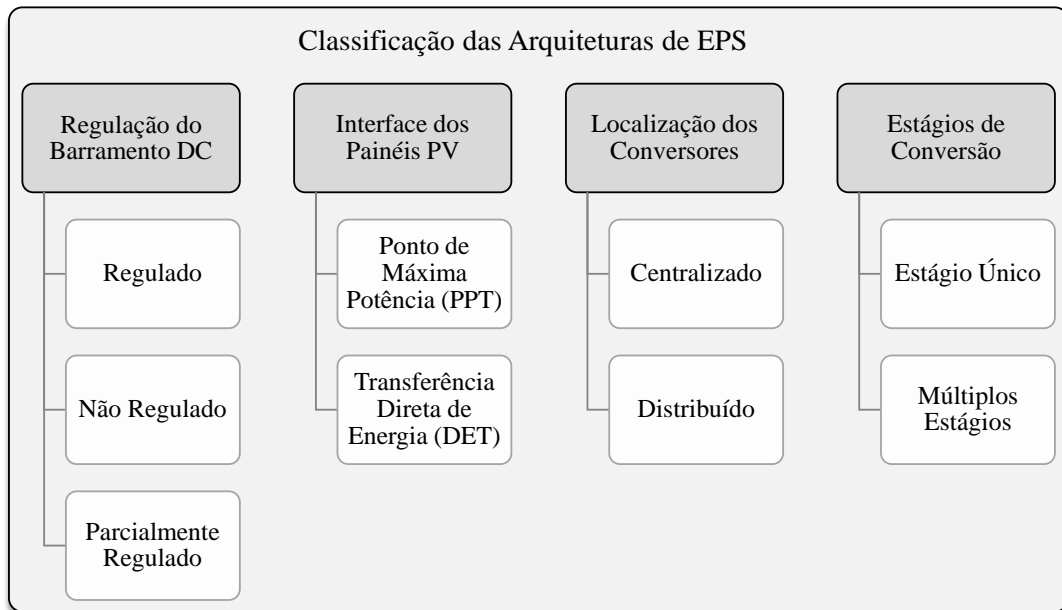 Classificação das Arquiteturas de EPS
Regulação do
Barramento DC
Regulado
Não Regulado
Parcialmente
Regulado
Interface dos
Painéis PV
Ponto de
Máxima
Potência (PPT)
Transferência
Direta de
Energia (DET)
Localização dos
Conversores
Centralizado
Distribuído
Estágios de
Conversão
Estágio Único
Múltiplos
Estágios